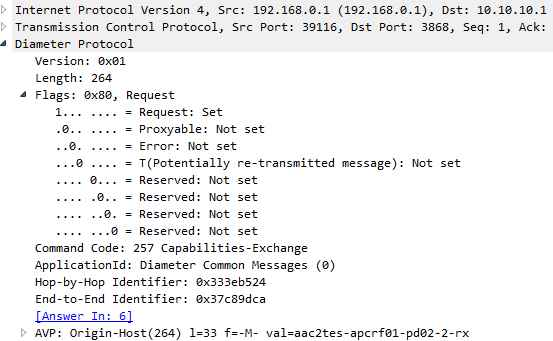 Internet Protocol Version 4, Src: 192.168.0.1 (192.168.0.1), Dst: 10.10.10.1
Transmission Control Protocol, Src Port: 39116, Dst Port: 3868, Seq: 1, Ack:
Diameter Protocol
Version: 0x01
Length: 264
Flags: 0x80, Request
1... .... = Request: Set
.0.. .... = Proxyable: Not set
..0. .... = Error: Not set
...0 .... = T(Potentially re-transmitted message): Not set
.... 0... = Reserved: Not set
.... .0.. = Reserved: Not set
.... ..0. = Reserved: Not set
.... ...0 = Reserved: Not set
Command Code: 257 Capabilities-Exchange
ApplicationId: Diameter Common Messages (0)
Hop-by-Hop Identifier: 0x333eb524
End-to-End Identifier: 0x37c89dca
[Answer In: 6]
AVP: Origin-Host(264) l=33 f=-M- val=aac2tes-apcrf01-pd02-2-rx